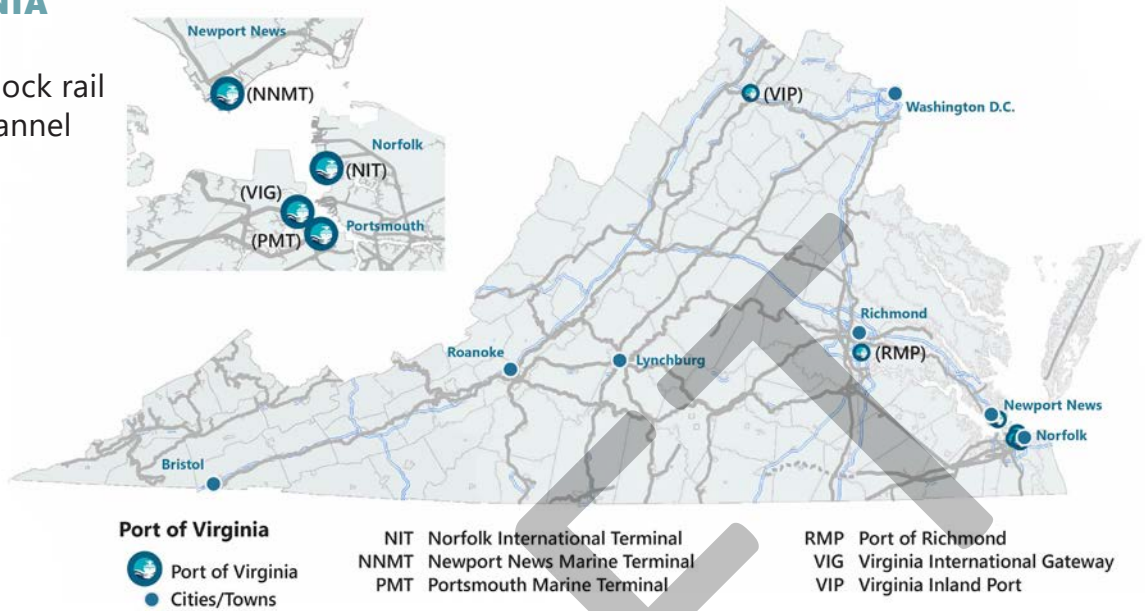 NIA
ock rail
annel
Newport News
(NNMT)
Norfolk
(NIT)
(VIG)
Portsmouth
(PMT)
(VIP)
Washington D.C.
Richmond
(RMP)
Roanoke
Lynchburg
Newport News
Norfolk
Bristol
Port of Virginia
Port of Virginia
Cities/Towns
NIT Norfolk International Terminal
NNMT Newport News Marine Terminal
PMT Portsmouth Marine Terminal
RMP Port of Richmond
VIG Virginia International Gateway
VIP Virginia Inland Port